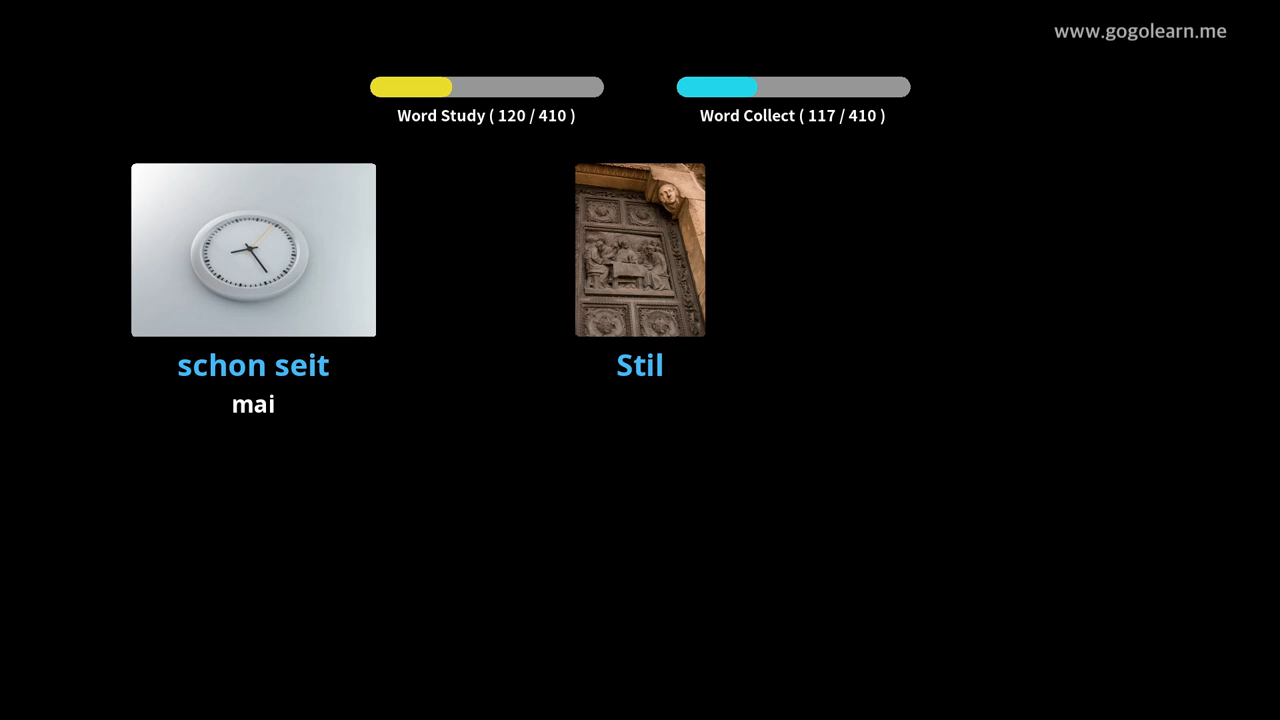 www.gogolearn.me
Word Study ( 120 / 410 )
Word Collect ( 117 / 410 )
schon seit
mai
Stil